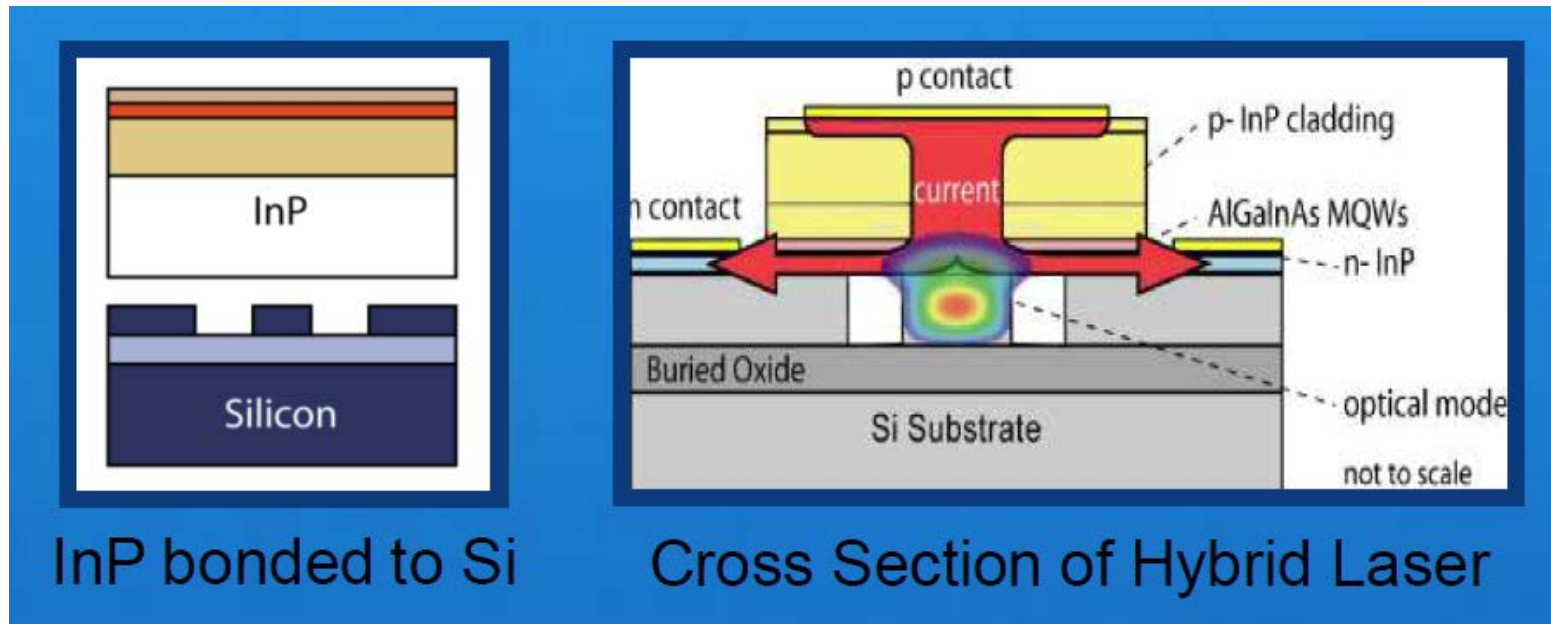 InP
Silicon
InP bonded to Si
p contact
p- InP cladding
current
n contact
AlGaInAs MQWs
n- InP
Buried Oxide
optical mode
Si Substrate
not to scale
Cross Section of Hybrid Laser